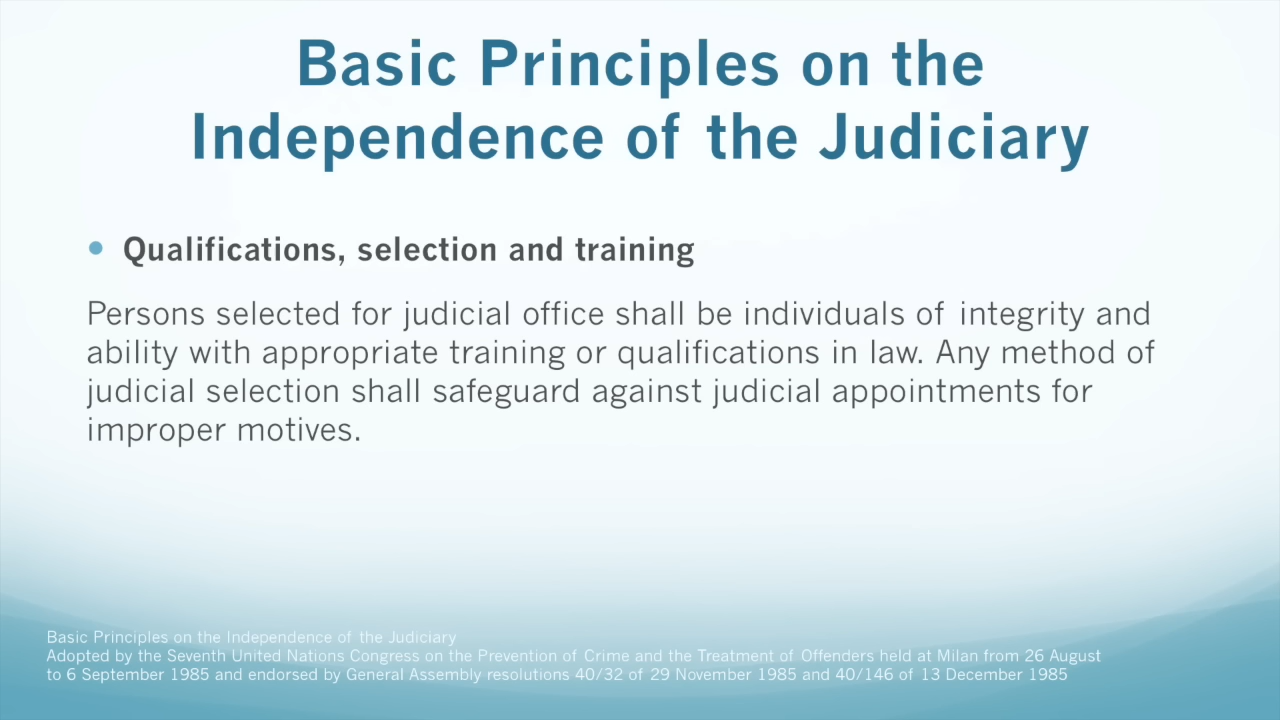 Basic Principles on the
Independence of the Judiciary
• Qualifications, selection and training
Persons selected for judicial office shall be individuals of integrity and
ability with appropriate training or qualifications in law. Any method of
judicial selection shall safeguard against judicial appointments for
improper motives.
Basic Principles on the Independence of the Judiciary
Adopted by the Seventh United Nations Congress on the Prevention of Crime and the Treatment of Offenders held at Milan from 26 August
to 6 September 1985 and endorsed by General Assembly resolutions 40/32 of 29 November 1985 and 40/146 of 13 December 1985